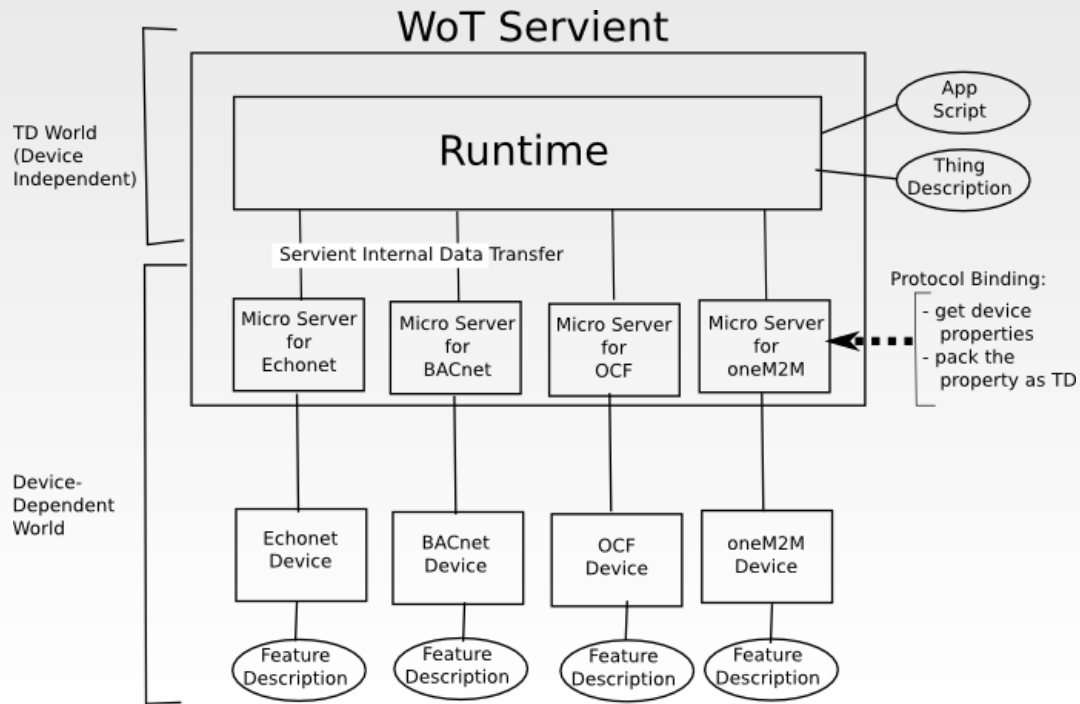 WoT Servient
App
Script
Runtime
TD World
(Device
Independent)
Thing
Description
Servient Internal Data Transfer
Protocol Binding:
- get device
properties
- pack the
property as TD
Micro Server
for
Echonet
Micro Server
for
BACnet
Micro Server
for
OCF
Micro Server
for
oneM2M
Device-
Dependent
World
Echonet
Device
BACnet
Device
OCF
Device
oneM2M
Device
Feature
Description
Feature
Description
Feature
Description
Feature
Description